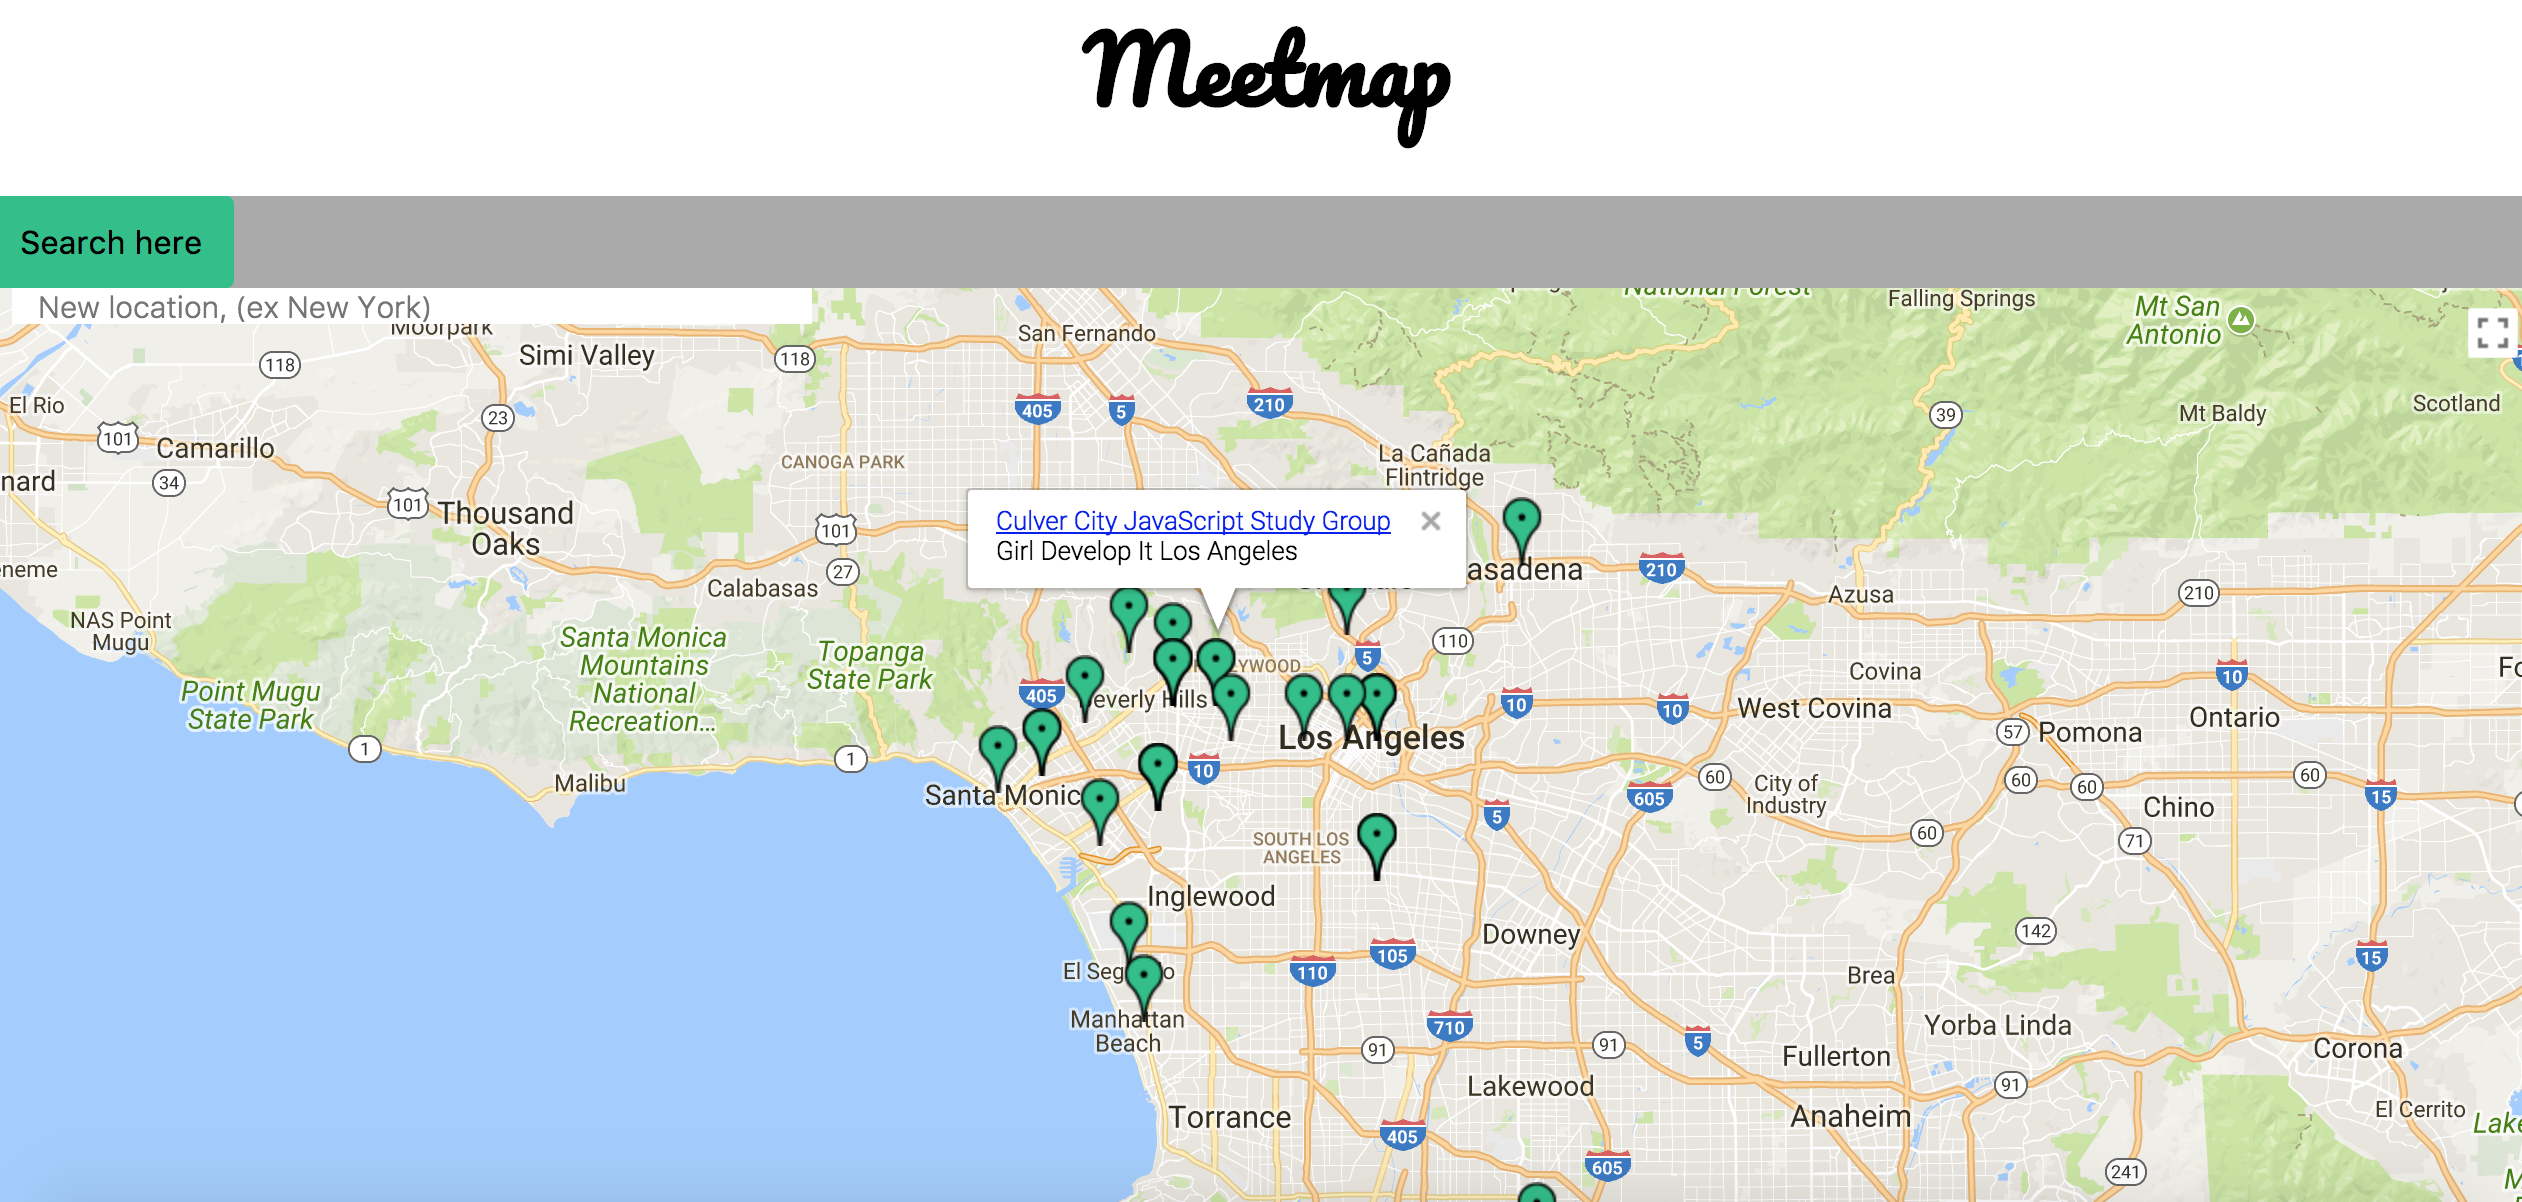 Meetmap
Search here
New location, (ex New York)
National Forest
Falling Springs
Mt San
Antonio
Moorpark
San Fernando
Simi Valley
118
118
El Rio
405
5
210
39
Mt Baldy
Scotland
23
101
Camarillo
La Cañada
Flintridge
CANOGA PARK
nard
34
101
Thousand
Oaks
101
Culver City JavaScript Study Group
Girl Develop It Los Angeles
asadena
210
eneme
27
Calabasas
Azusa
210
NAS Point
Mugu
Santa Monica
Mountains
National
Recreation...
Topanga
State Park
110
5
YWOOD
Covina
10
Point Mugu
State Park
405
everly Hills
10
10
West Covina
Ontario
57
Pomona
Los Angeles
1
1
10
Malibu
Santa Monic
60
City of
Industry
605
60
60
60
15
Chino
5
SOUTH LOS
ANGELES
60
71
Inglewood
Downey
142
El Seg
o
110
105
15
Brea
Manhattan
Beach
710
Yorba Linda
91
91
5
Fullerton
Corona
Lakewood
91
Torrance
Anaheim
El Cerrito
Lake
405
605
241